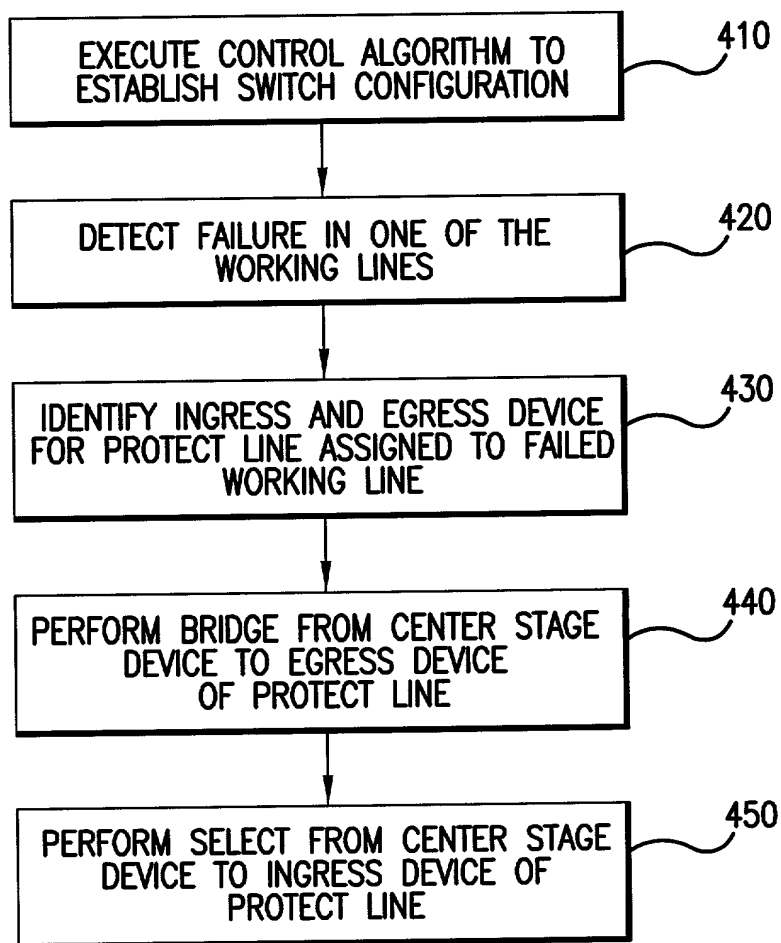 EXECUTE CONTROL ALGORITHM TO
ESTABLISH SWITCH CONFIGURATION
410
DETECT FAILURE IN ONE OF THE
WORKING LINES
420
IDENTIFY INGRESS AND EGRESS DEVICE
FOR PROTECT LINE ASSIGNED TO FAILED
WORKING LINE
430
PERFORM BRIDGE FROM CENTER STAGE
DEVICE TO EGRESS DEVICE
OF PROTECT LINE
440
PERFORM SELECT FROM CENTER STAGE
DEVICE TO INGRESS DEVICE OF
PROTECT LINE
450